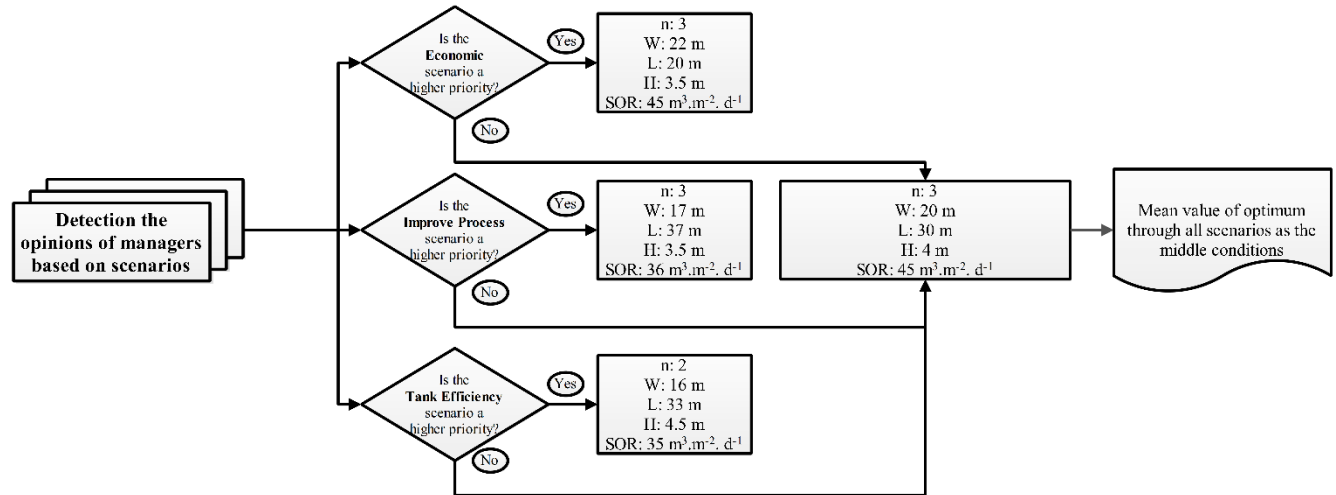 Detection the
opinions of managers
based on scenarios
Is the
Economic
scenario a
higher priority?
Yes
No
n: 3
W: 22 m
L: 20 m
H: 3.5 m
SOR: 45 m³.m⁻². d⁻¹
Is the
Improve Process
scenario a
higher priority?
Yes
No
n: 3
W: 17 m
L: 37 m
H: 3.5 m
SOR: 36 m³.m⁻². d⁻¹
Is the
Tank Efficiency
scenario a
higher priority?
Yes
No
n: 2
W: 16 m
L: 33 m
H: 4.5 m
SOR: 35 m³.m⁻². d⁻¹
n: 3
W: 20 m
L: 30 m
H: 4 m
SOR: 45 m³.m⁻². d⁻¹
Mean value of optimum
through all scenarios as the
middle conditions